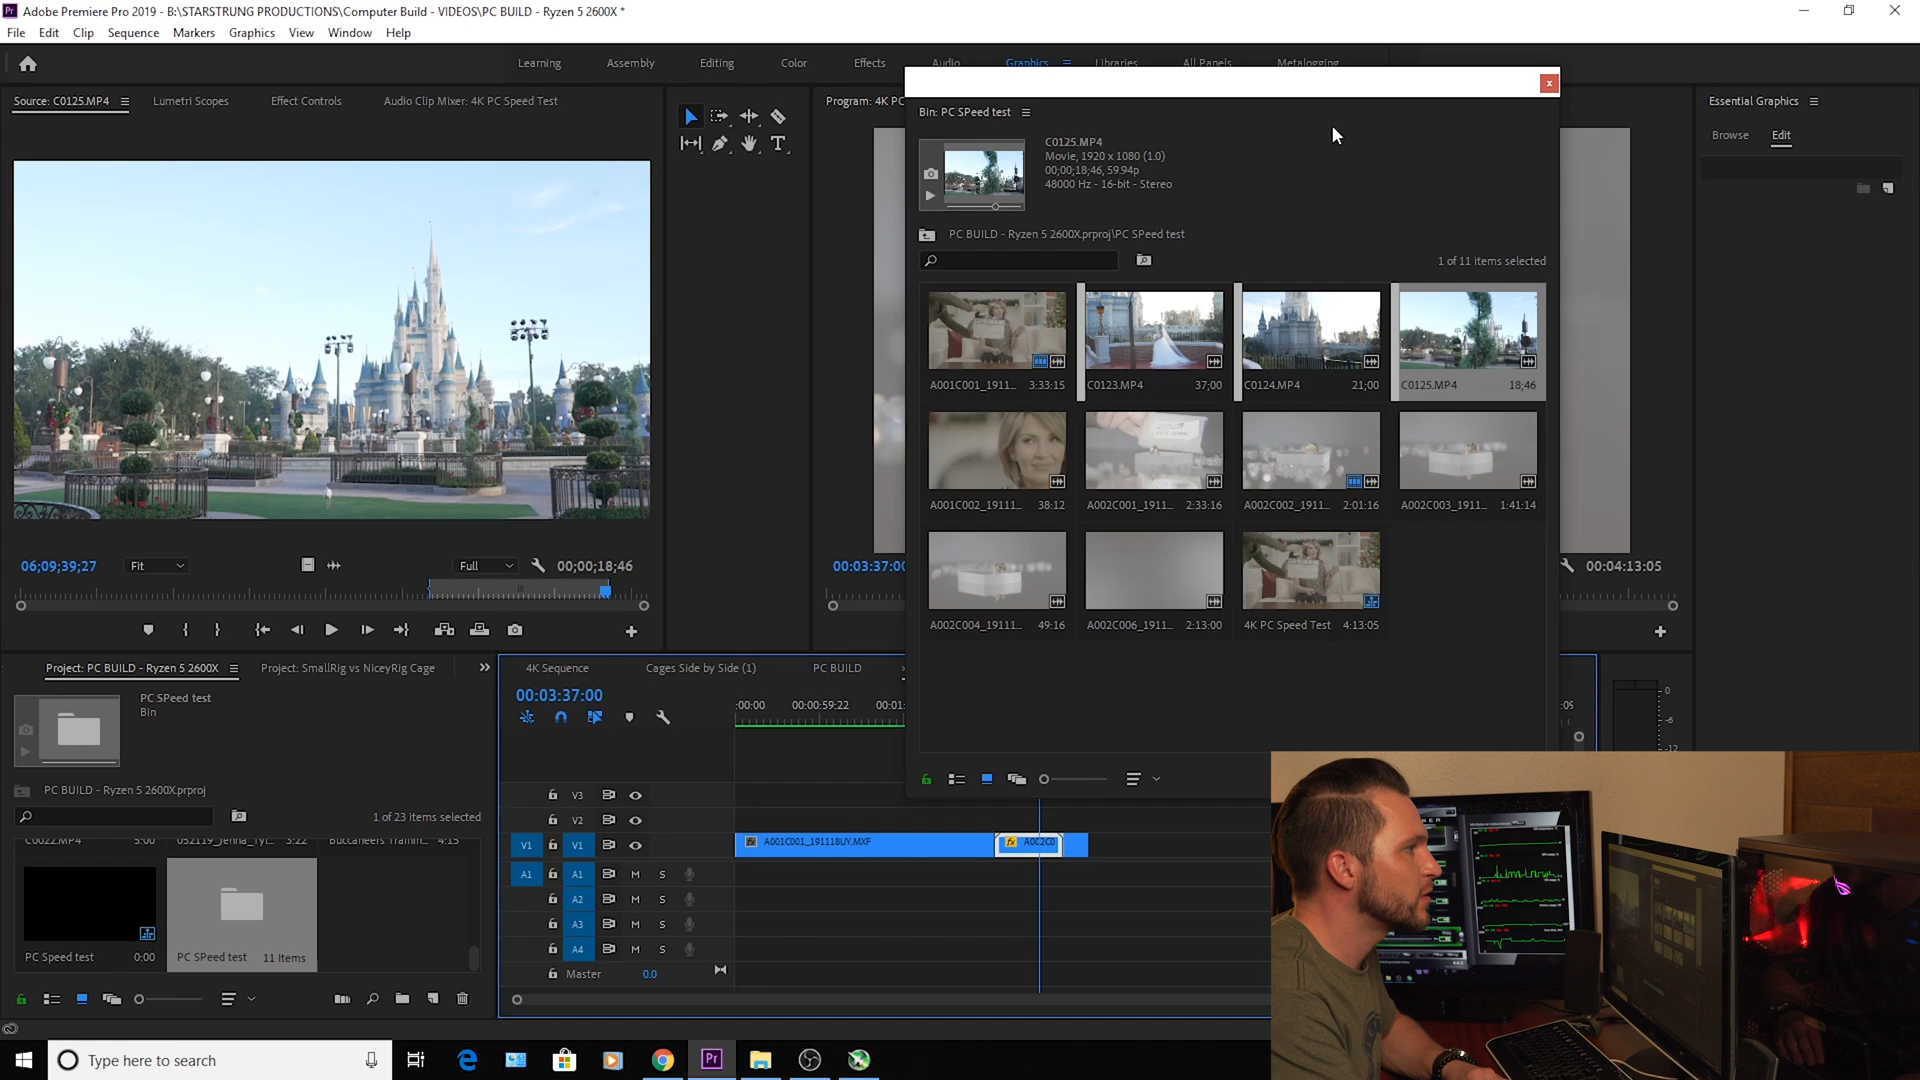 Adobe Premiere Pro 2019 - B:\STARSTRUNG PRODUCTIONS\Computer Build - VIDEOS\PC BUILD - Ryzen 5 2600X *
File Edit Clip Sequence Markers Graphics View Window Help
Learning Assembly Editing Color Effects Audio Graphics Libraries All Panels Metalogging
Source: C0125.MP4 Lumetri Scopes Effect Controls Audio Clip Mixer: 4K PC Speed Test
Program: 4K PC
Bin: PC SPeed test
C0125.MP4
Movie, 1920 x 1080 (1.0)
00;00;18;46, 59.94p
48000 Hz - 16-bit - Stereo
PC BUILD - Ryzen 5 2600X.prproj\PC SPeed test
1 of 11 items selected
A001C001_1911... 3:33:15
C0123.MP4 37;00
C0124.MP4 21;00
C0125.MP4 18;46
A001C002_19111... 38:12
A002C001_1911... 2:33:16
A002C002_1911... 2:01:16
A002C003_1911... 1:41:14
A002C004_19111... 49:16
A002C006_1911... 2:13:00
4K PC Speed Test 4:13:05
Essential Graphics
Browse Edit
06;09;39;27 Fit Full 00;00;18;46
00:03:37:00
00:04:13:05
Project: PC BUILD - Ryzen 5 2600X Project: SmallRig vs NiceyRig Cage
PC SPeed test
Bin
PC BUILD - Ryzen 5 2600X.prproj
1 of 23 items selected
C0022.MP4 5:00 052119_Jenna_Tyl... 3:22 Buccaneers Trainin... 4:15
PC Speed test 0:00
PC SPeed test 11 Items
4K Sequence Cages Side by Side (1) PC BUILD
00:03:37:00
:00:00 00:00:59:22 00:01: :09
V3
V2
V1 V1
A001C001_191118UY.MXF
A002C0
A1 A1 M S
A2 M S
A3 M S
A4 M S
Master 0.0
0
-6
-12
Type here to search
Pr